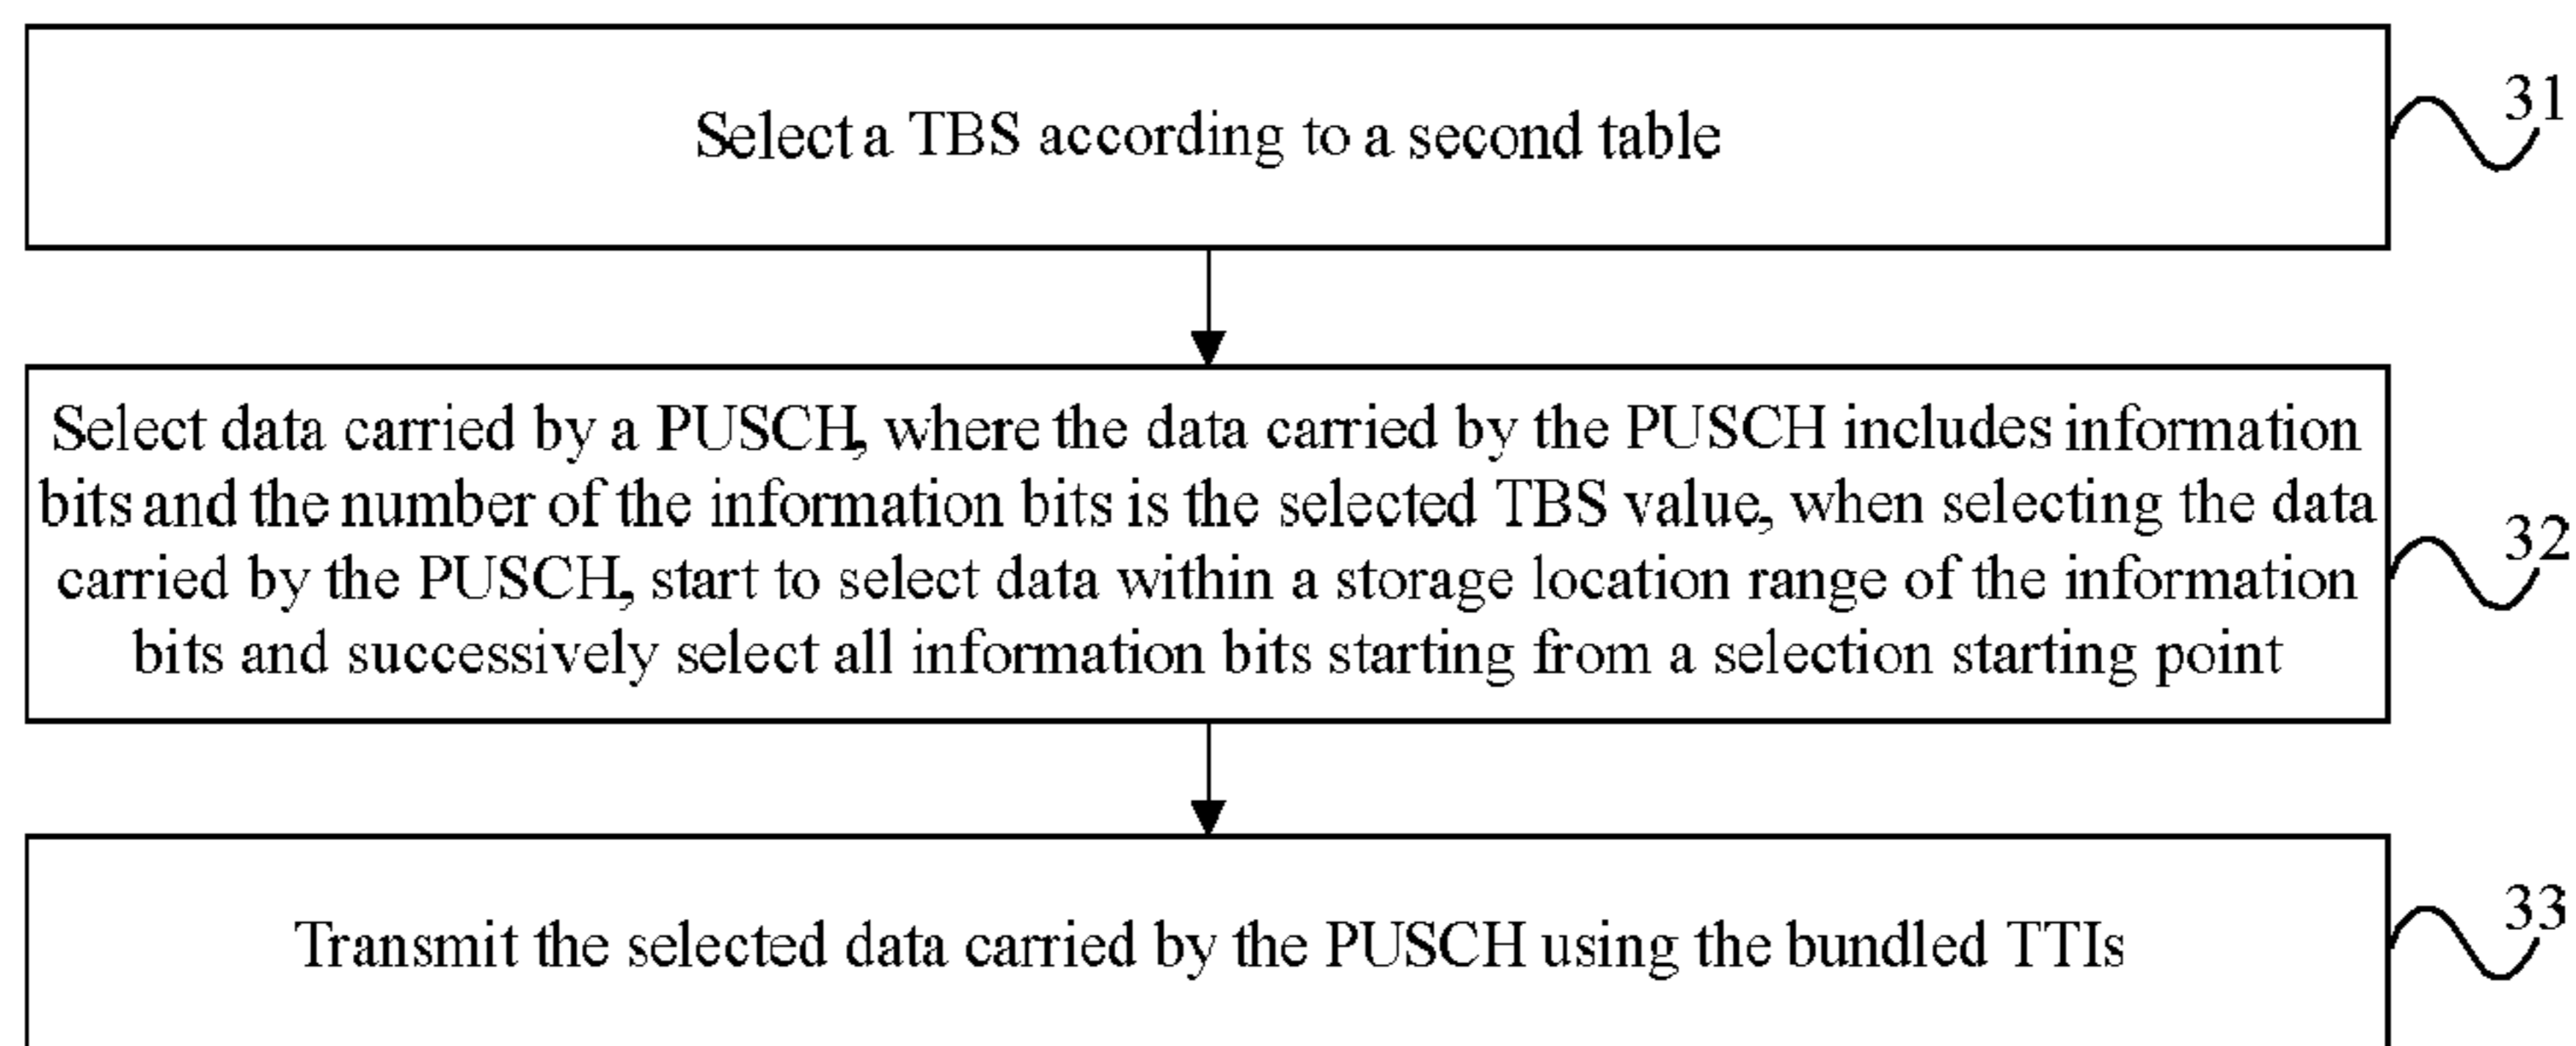 Select a TBS according to a second table
31
Select data carried by a PUSCH, where the data carried by the PUSCH includes information
bits and the number of the information bits is the selected TBS value, when selecting the data
carried by the PUSCH, start to select data within a storage location range of the information
bits and successively select all information bits starting from a selection starting point
32
Transmit the selected data carried by the PUSCH using the bundled TTIs
33